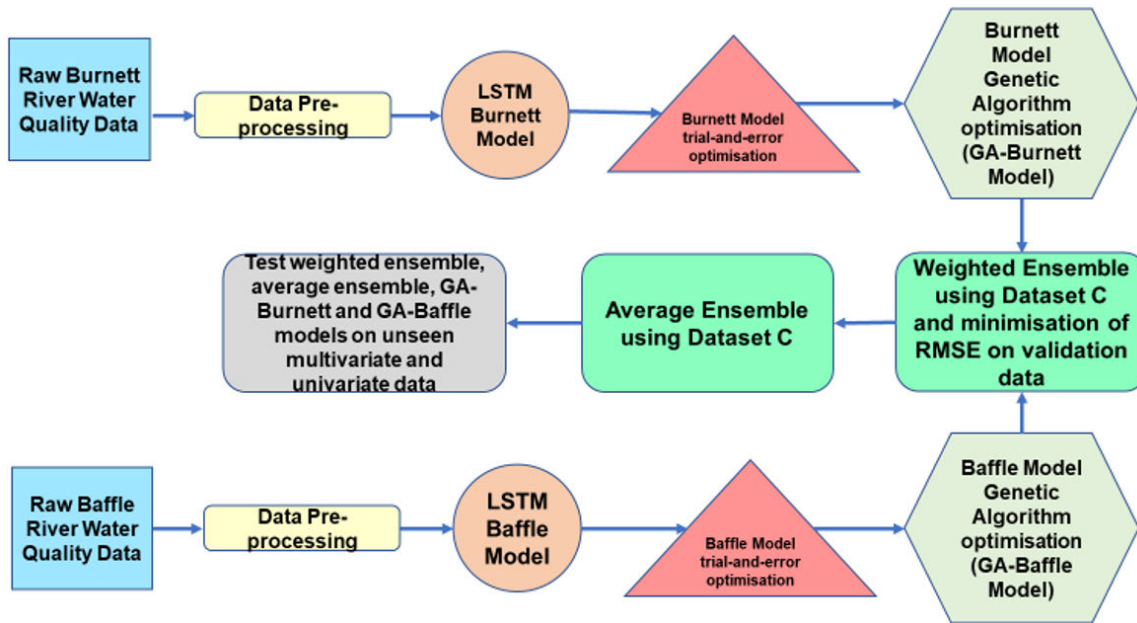 Raw Burnett
River Water
Quality Data
Data Pre-
processing
LSTM
Burnett
Model
Burnett Model
trial-and-error
optimisation
Burnett
Model
Genetic
Algorithm
optimisation
(GA-Burnett
Model)
Test weighted ensemble,
average ensemble, GA-
Burnett and GA-Baffle
models on unseen
multivariate and
univariate data
Average Ensemble
using Dataset C
Weighted Ensemble
using Dataset C
and minimisation of
RMSE on validation
data
Raw Baffle
River Water
Quality Data
Data Pre-
processing
LSTM
Baffle
Model
Baffle Model
trial-and-error
optimisation
Baffle Model
Genetic
Algorithm
optimisation
(GA-Baffle
Model)